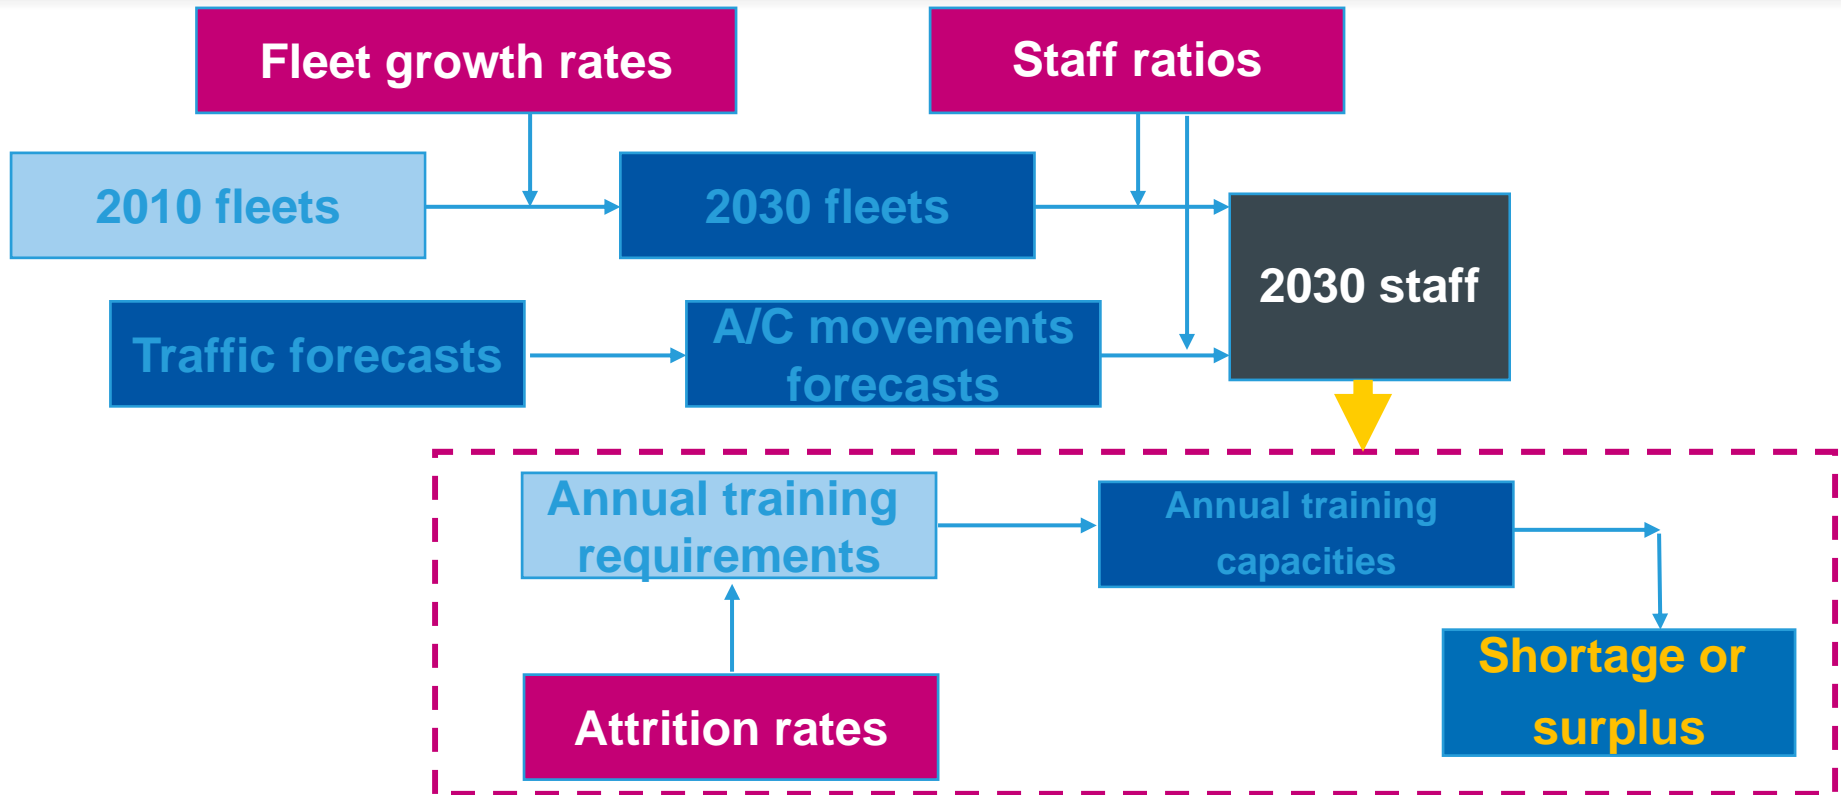 Fleet growth rates
Staff ratios
2010 fleets
2030 fleets
2030 staff
Traffic forecasts
A/C movements
forecasts
Annual training
requirements
Annual training
capacities
Attrition rates
Shortage or
surplus